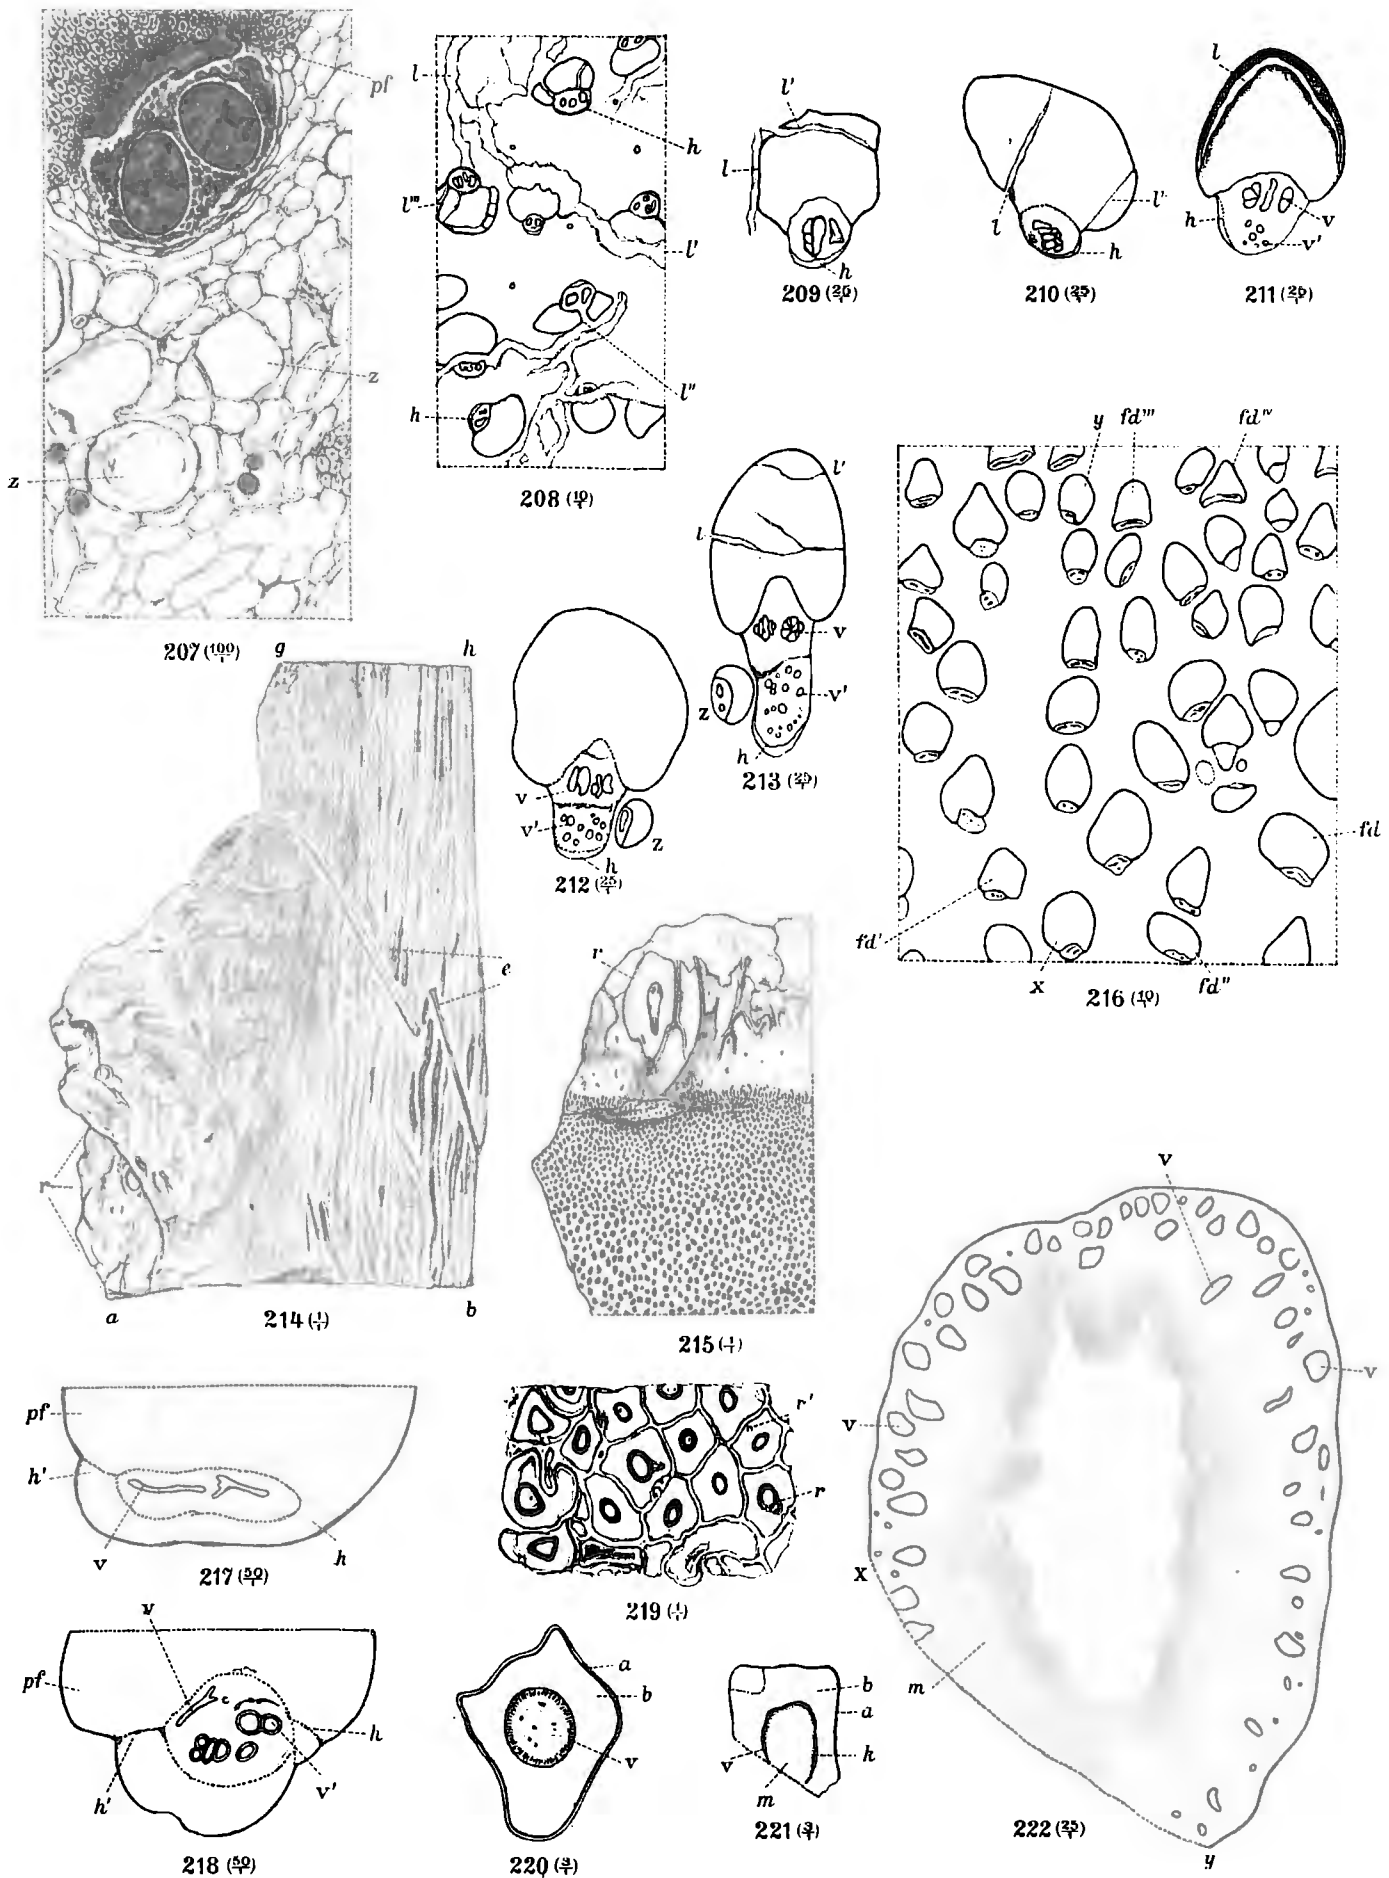 pf
z
z
207 (100/1)
l
h
l'''
l'
l''
h
208 (10/1)
l'
l
h
209 (25/1)
l
l'
h
210 (25/1)
l
h
v
v'
211 (25/1)
l'
l
v
v'
z
h
213 (25/1)
v
v'
z
h
212 (25/1)
y fd''' fd''''
fd
fd'
x
fd''
216 (10/1)
g h
e
r
a b
214 (1/1)
r
215 (1/1)
v
v
v
x
m
y
222 (25/1)
pf
h'
v
h
217 (50/1)
r'
r
219 (1/1)
v
pf
h
h'
v'
218 (50/1)
a
b
v
220 (3/1)
b
a
h
v
m
221 (3/1)